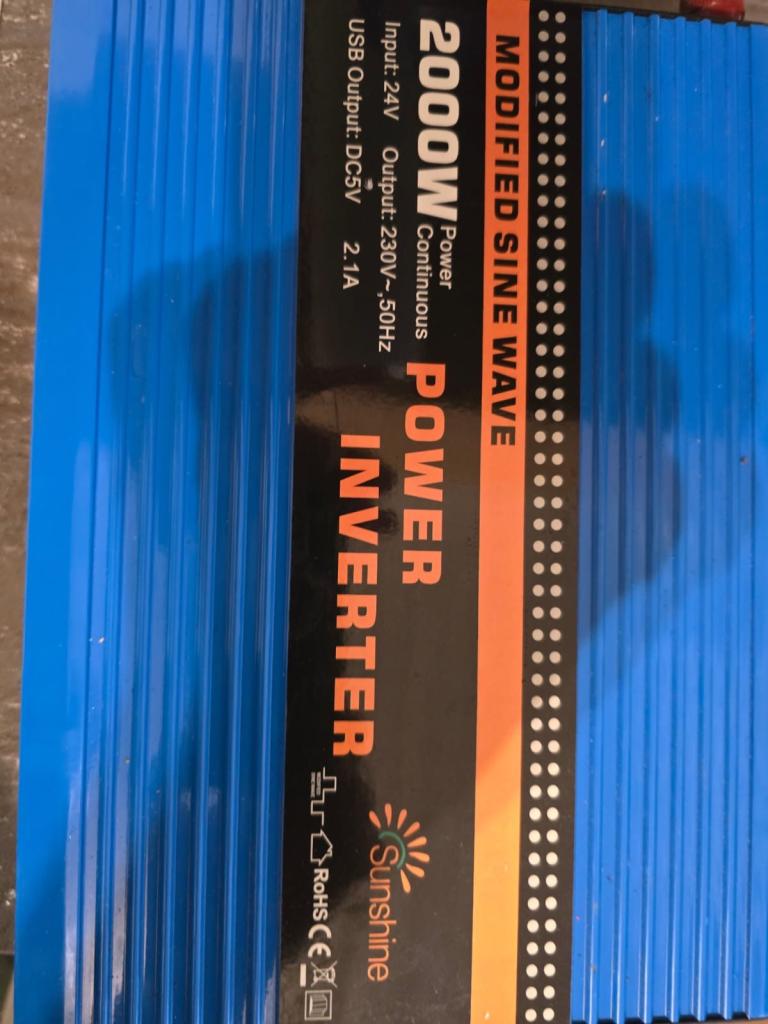 MODIFIED SINE WAVE
2000W Power Continuous
Input: 24V Output: 230V~,50Hz
USB Output: DC5V 2.1A
POWER
INVERTER
Sunshine
RoHS CE